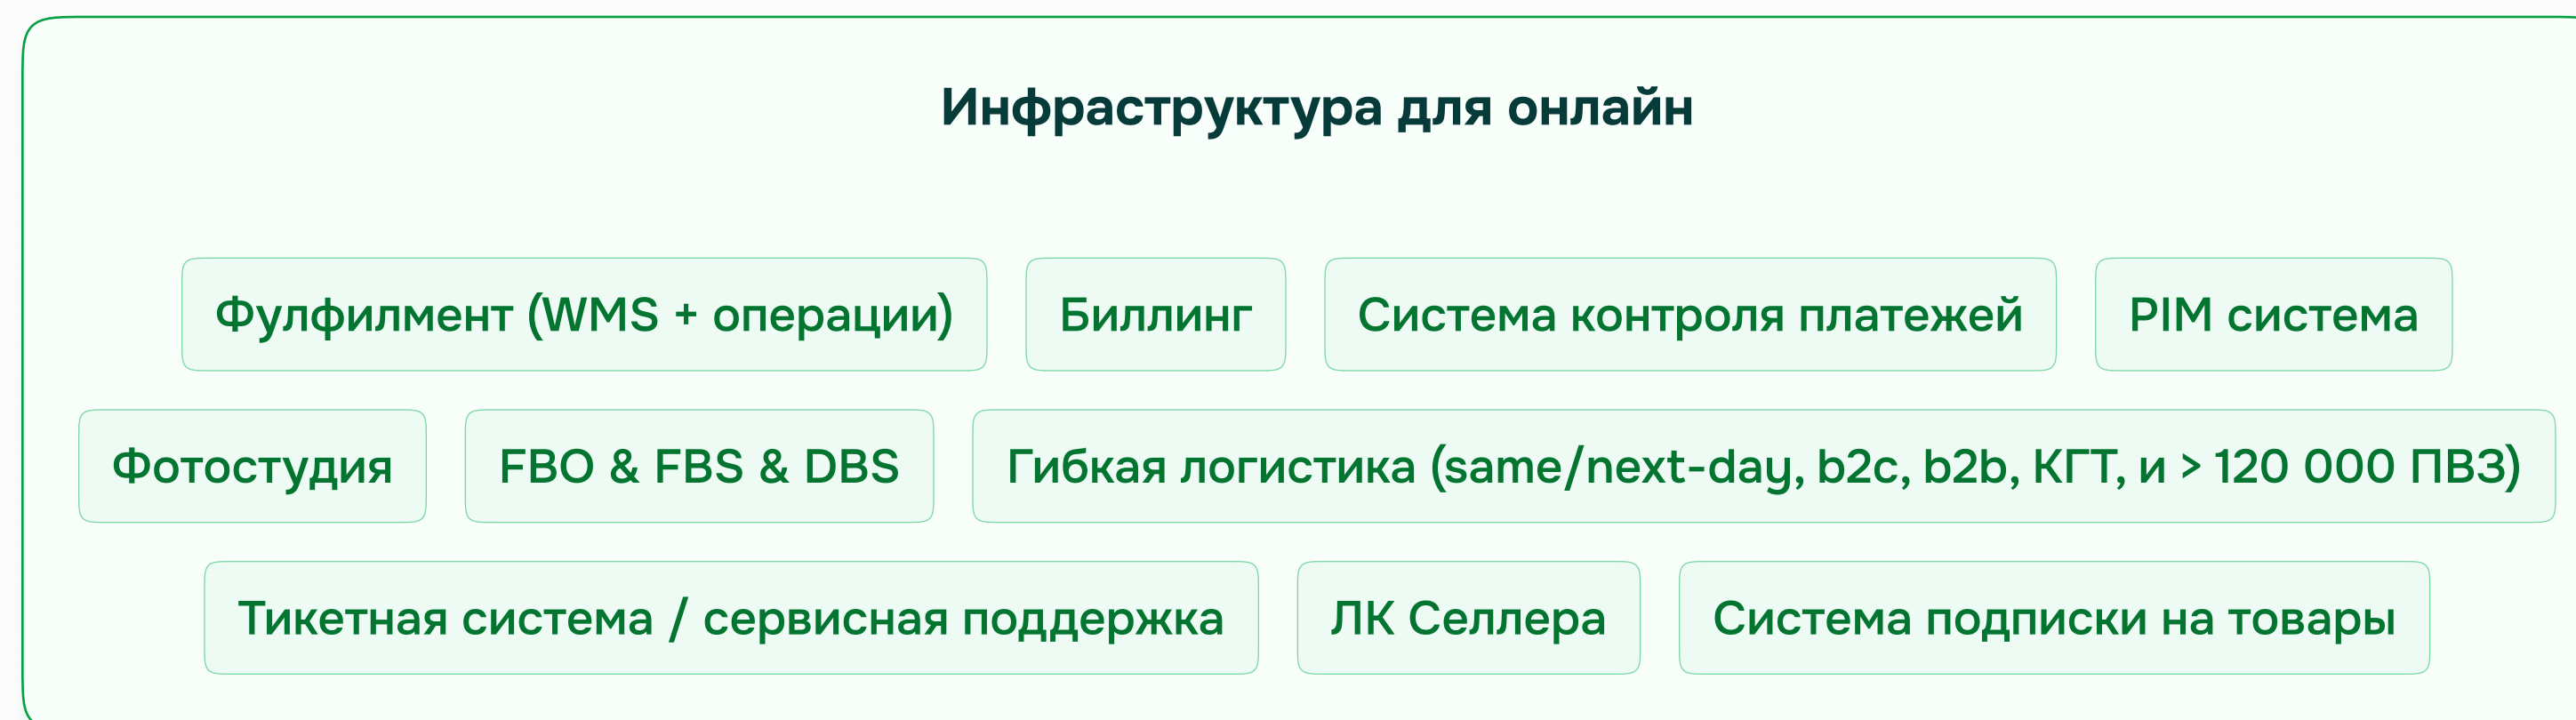 Инфраструктура для онлайн
Фулфилмент (WMS + операции) Биллинг Система контроля платежей PIM система
Фотостудия FBO & FBS & DBS Гибкая логистика (same/next-day, b2c, b2b, КГТ, и > 120 000 ПВЗ)
Тикетная система / сервисная поддержка ЛК Селлера Система подписки на товары